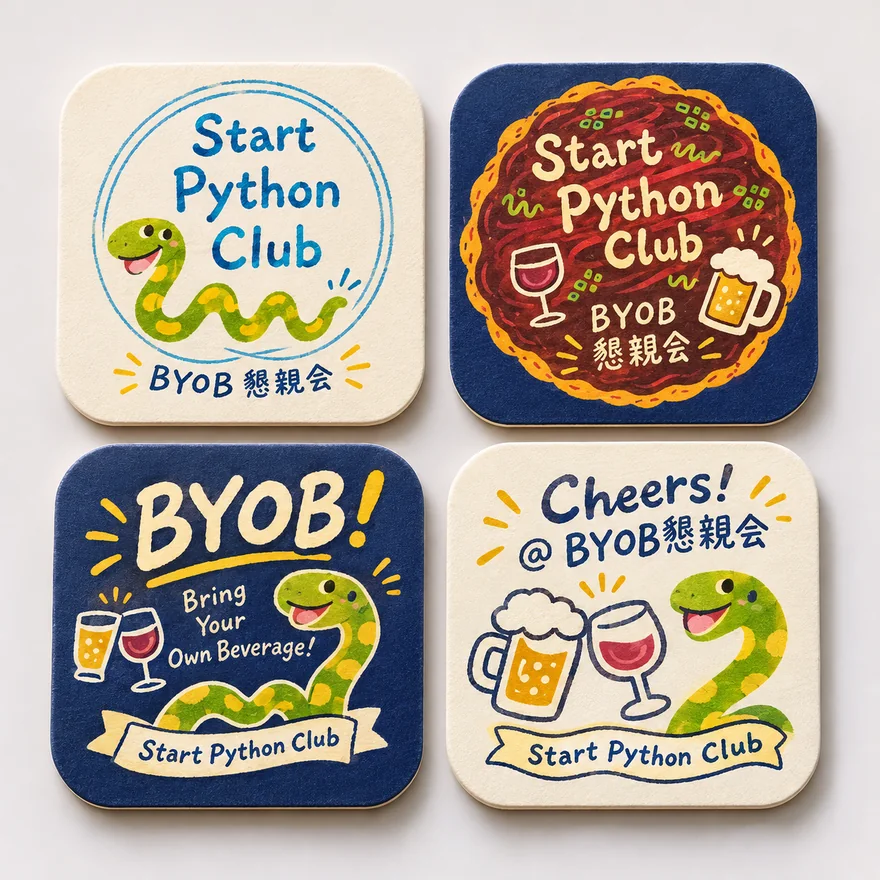 Start
Python
Club
BYOB 懇親会
Start
Python
Club
BYOB
懇親会
BYOB!
Bring
Your
Own Beverage!
Start Python Club
Cheers!
@ BYOB懇親会
Start Python Club